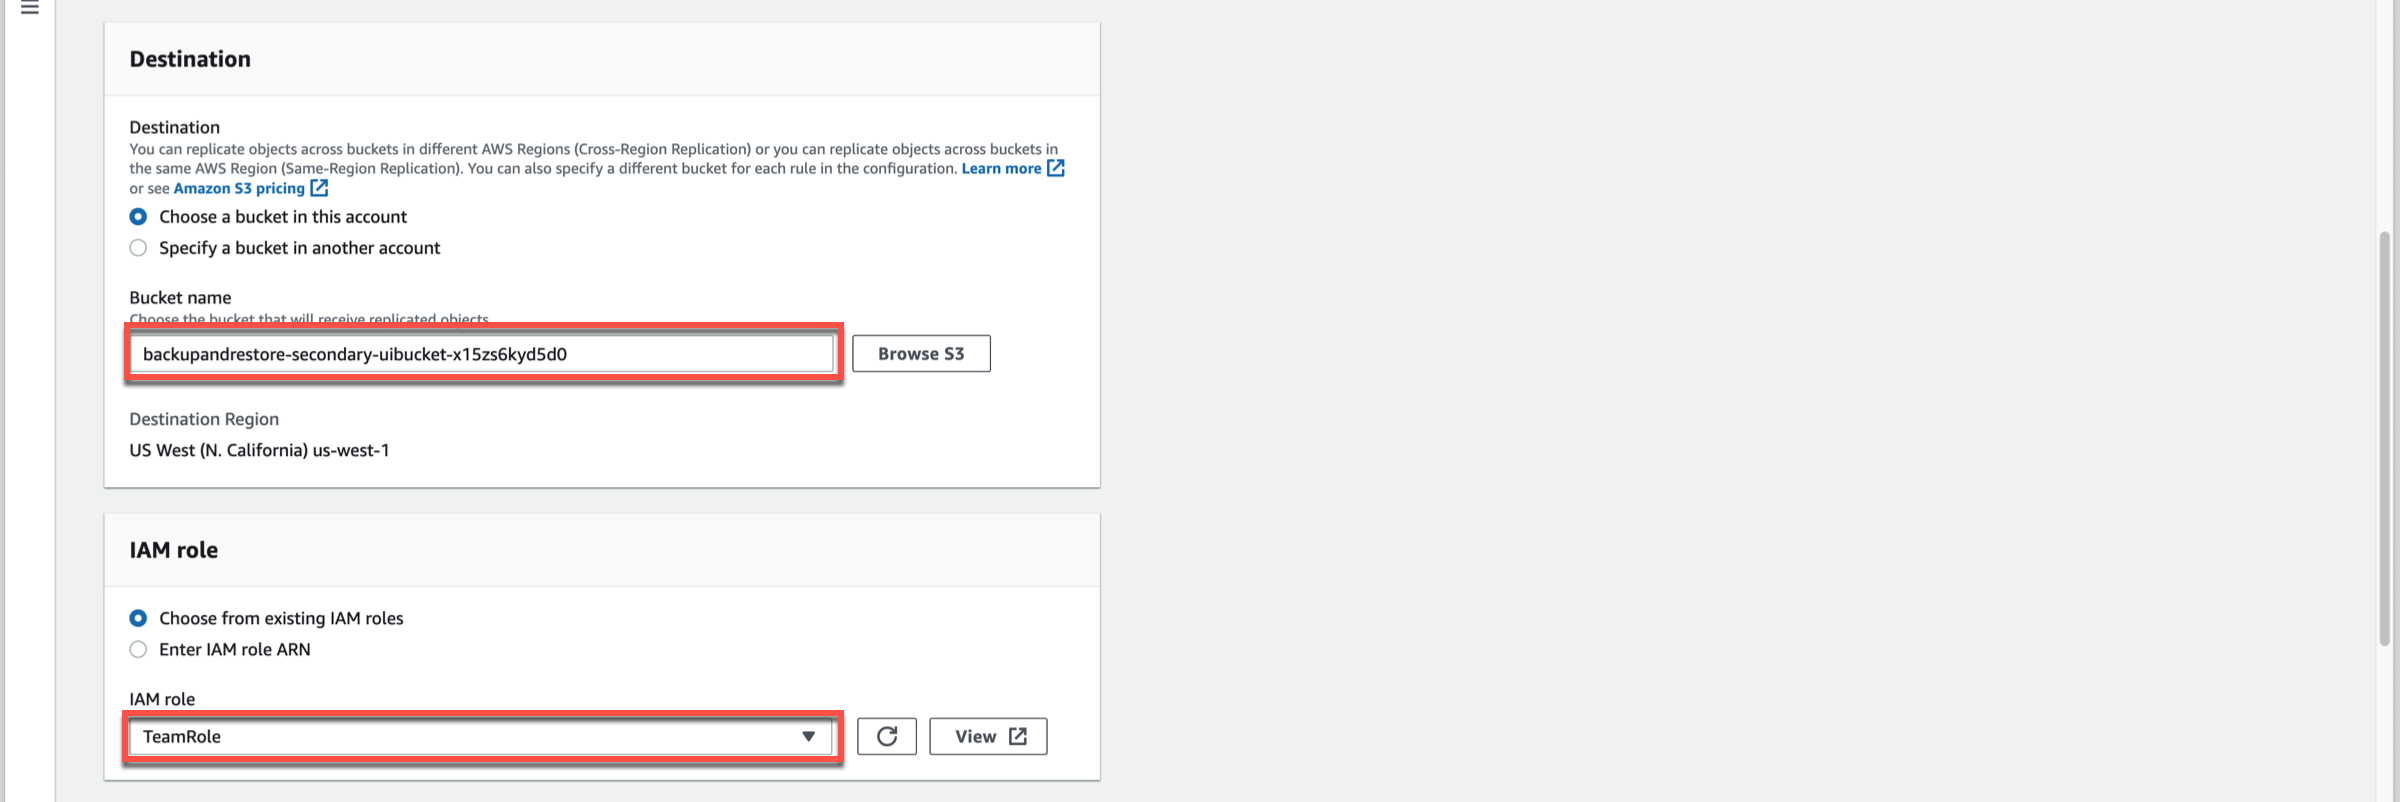 Destination
Destination
You can replicate objects across buckets in different AWS Regions (Cross-Region Replication) or you can replicate objects across buckets in
the same AWS Region (Same-Region Replication). You can also specify a different bucket for each rule in the configuration. Learn more
or see Amazon S3 pricing
Choose a bucket in this account
Specify a bucket in another account
Bucket name
Choose the bucket that will receive replicated objects
backupandrestore-secondary-uibucket-x15zs6kyd5d0
Browse S3
Destination Region
US West (N. California) us-west-1
IAM role
Choose from existing IAM roles
Enter IAM role ARN
IAM role
TeamRole
View